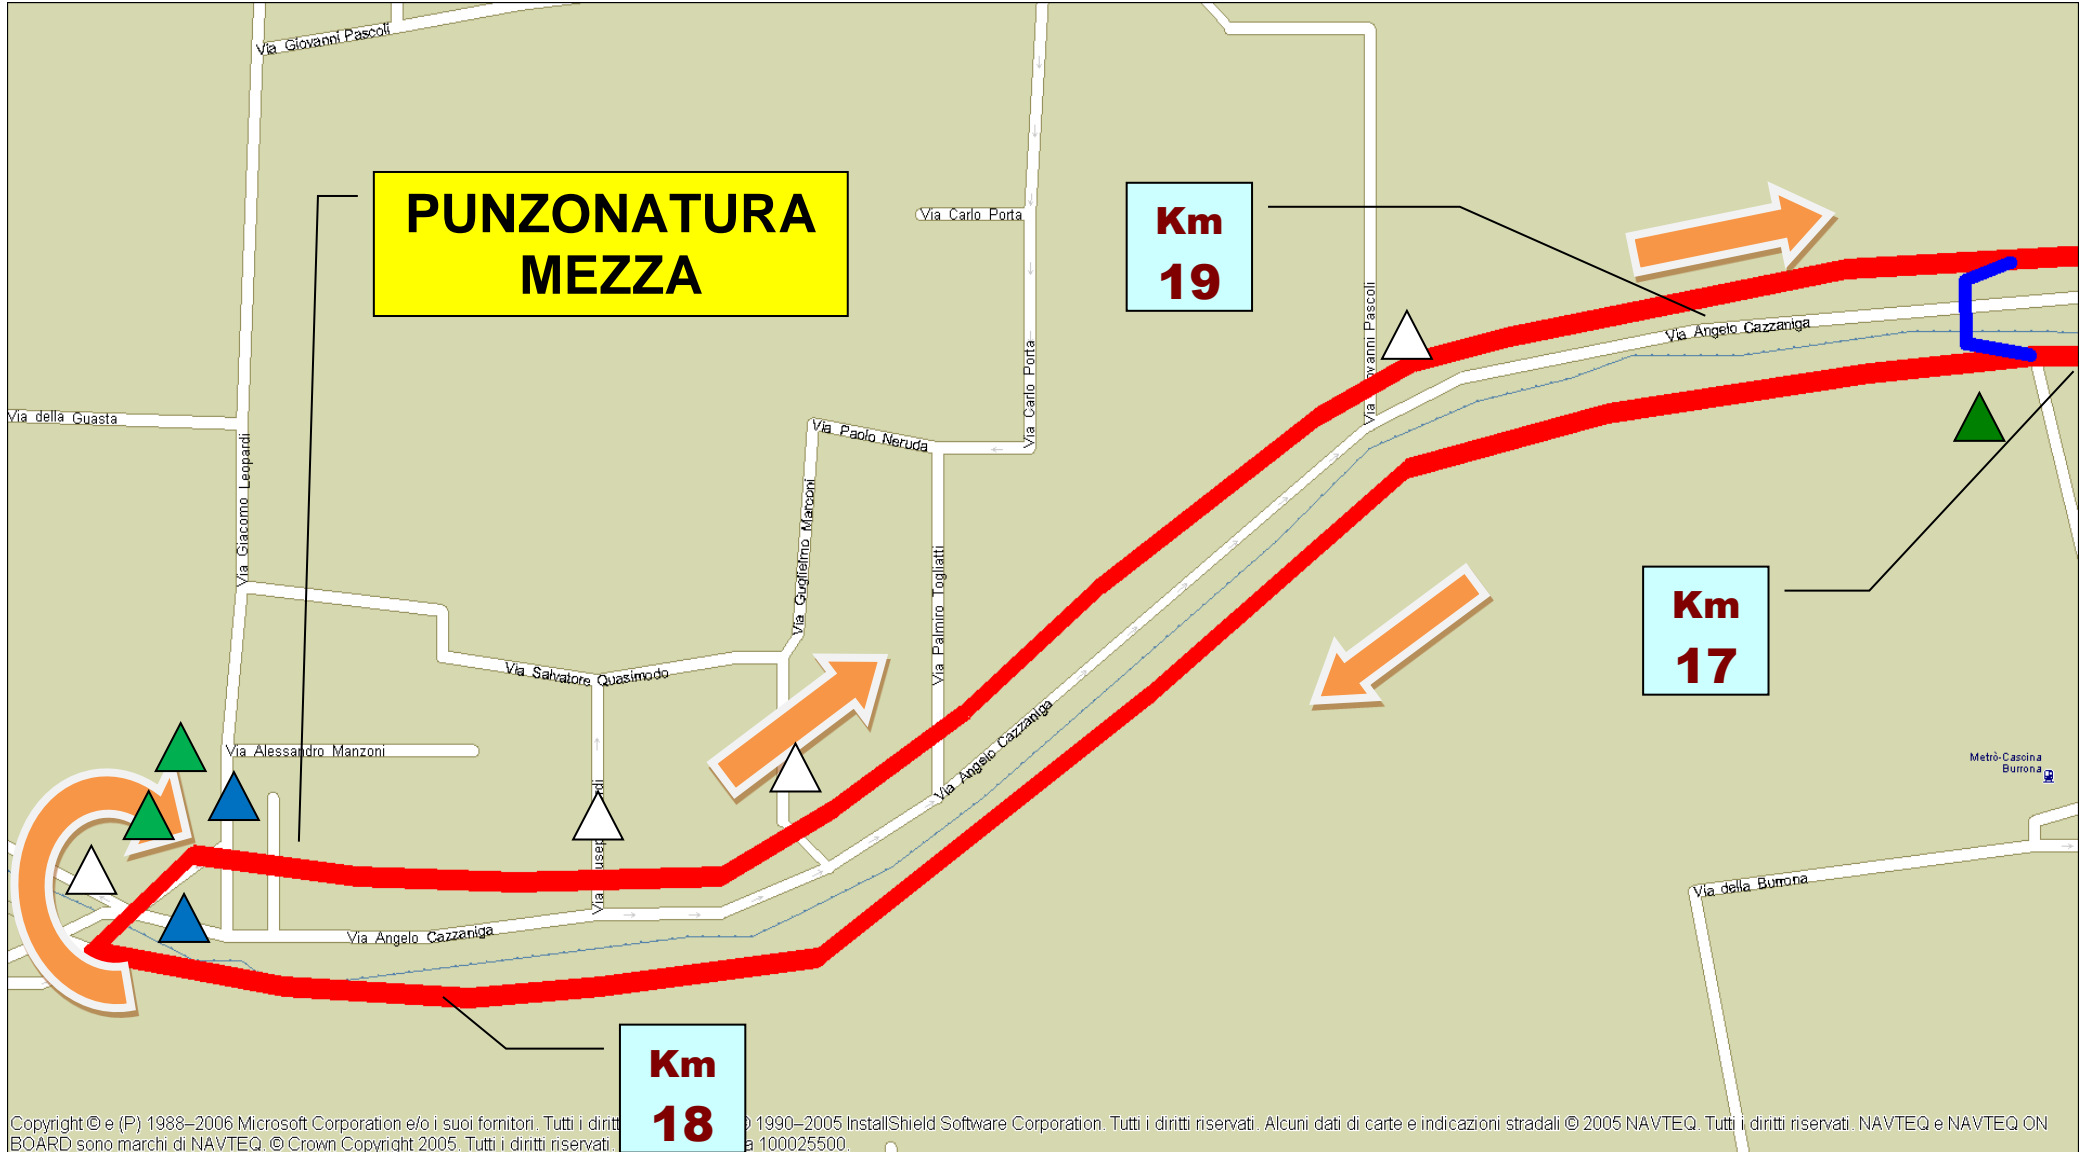 Via Giovanni Pascoli
PUNZONATURA
MEZZA
Via Carlo Porta
Km
19
Via Giovanni Pascoli
Via Angelo Cazzaniga
Via Carlo Porta
Via della Guasta
Via Paolo Neruda
Via Giacomo Leopardi
Via Guglielmo Marconi
Via Palmiro Togliatti
Km
17
Via Salvatore Quasimodo
Via Angelo Cazzaniga
Via Alessandro Manzoni
Metrò-Cascina
Burrona
Via della Burrona
Via Angelo Cazzaniga
Km
18
Copyright © e (P) 1988–2006 Microsoft Corporation e/o i suoi fornitori. Tutti i diritt 1990–2005 InstallShield Software Corporation. Tutti i diritti riservati. Alcuni dati di carte e indicazioni stradali © 2005 NAVTEQ. Tutti i diritti riservati. NAVTEQ e NAVTEQ ON
BOARD sono marchi di NAVTEQ. © Crown Copyright 2005. Tutti i diritti riservati. a 100025500.